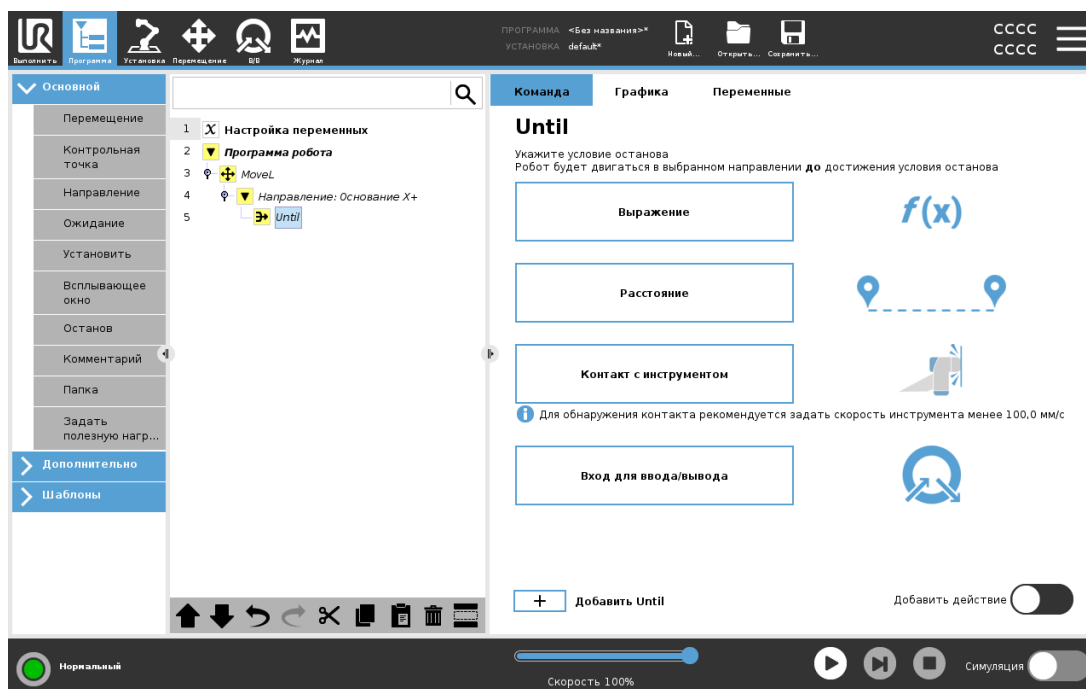 ПРОГРАММА <Без названия>*
УСТАНОВКА default*
Выполнить
Программа
Установка
Перемещение
В/В
Журнал
Новый...
Открыть...
Сохранить...
CCCC
CCCC
Основной
Перемещение
Контрольная
точка
Направление
Ожидание
Установить
Всплывающее
окно
Останов
Комментарий
Папка
Задать
полезную нагр...
Дополнительно
Шаблоны
1 X Настройка переменных
2 Программа робота
3 MoveL
4 Направление: Основание X+
5 Until
Команда
Графика
Переменные
Until
Укажите условие останова
Робот будет двигаться в выбранном направлении до достижения условия останова
Выражение
f(x)
Расстояние
Контакт с инструментом
Для обнаружения контакта рекомендуется задать скорость инструмента менее 100,0 мм/с
Вход для ввода/вывода
+ Добавить Until
Добавить действие
Нормальный
Скорость 100%
Симуляция